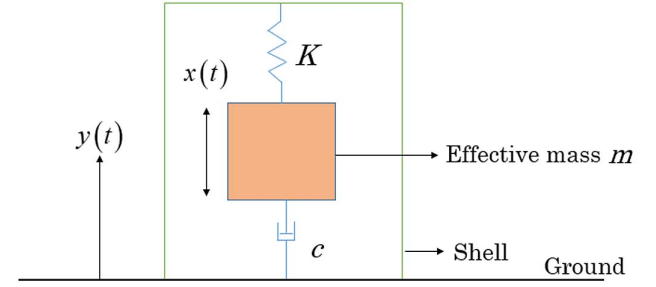 K
x(t)
y(t)
Effective mass m
c
Shell
Ground